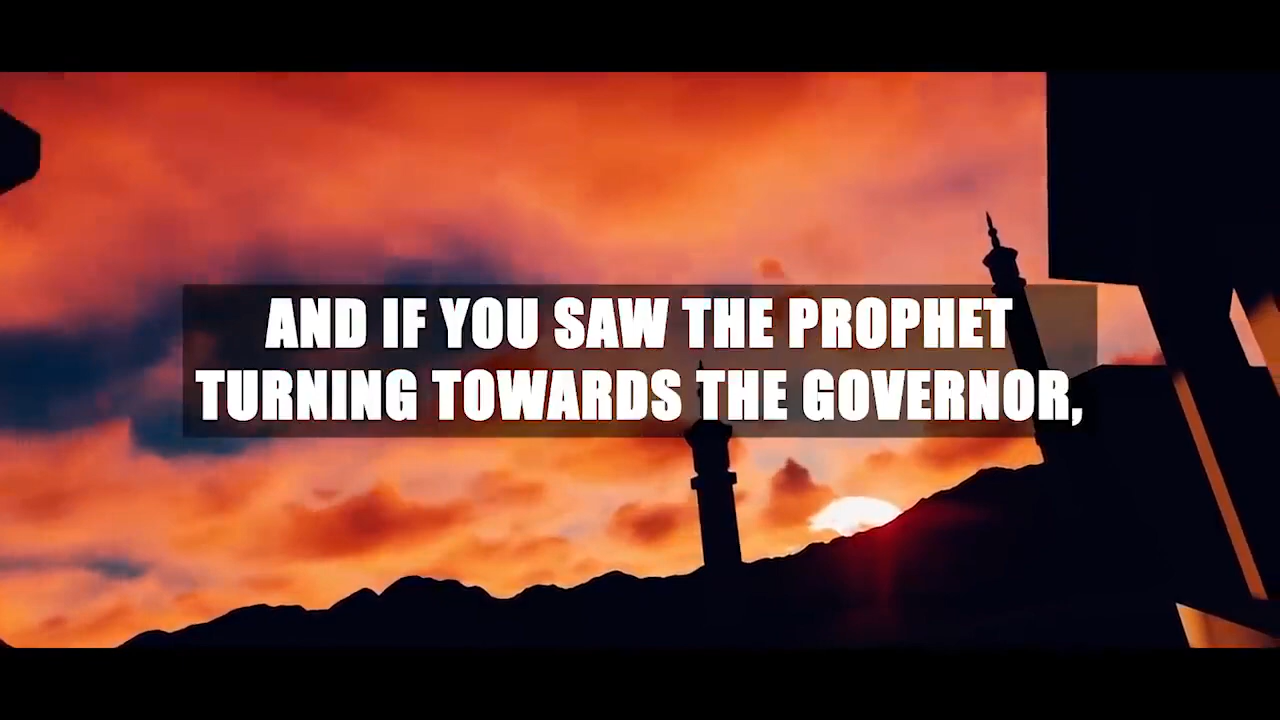 AND IF YOU SAW THE PROPHET
TURNING TOWARDS THE GOVERNOR,